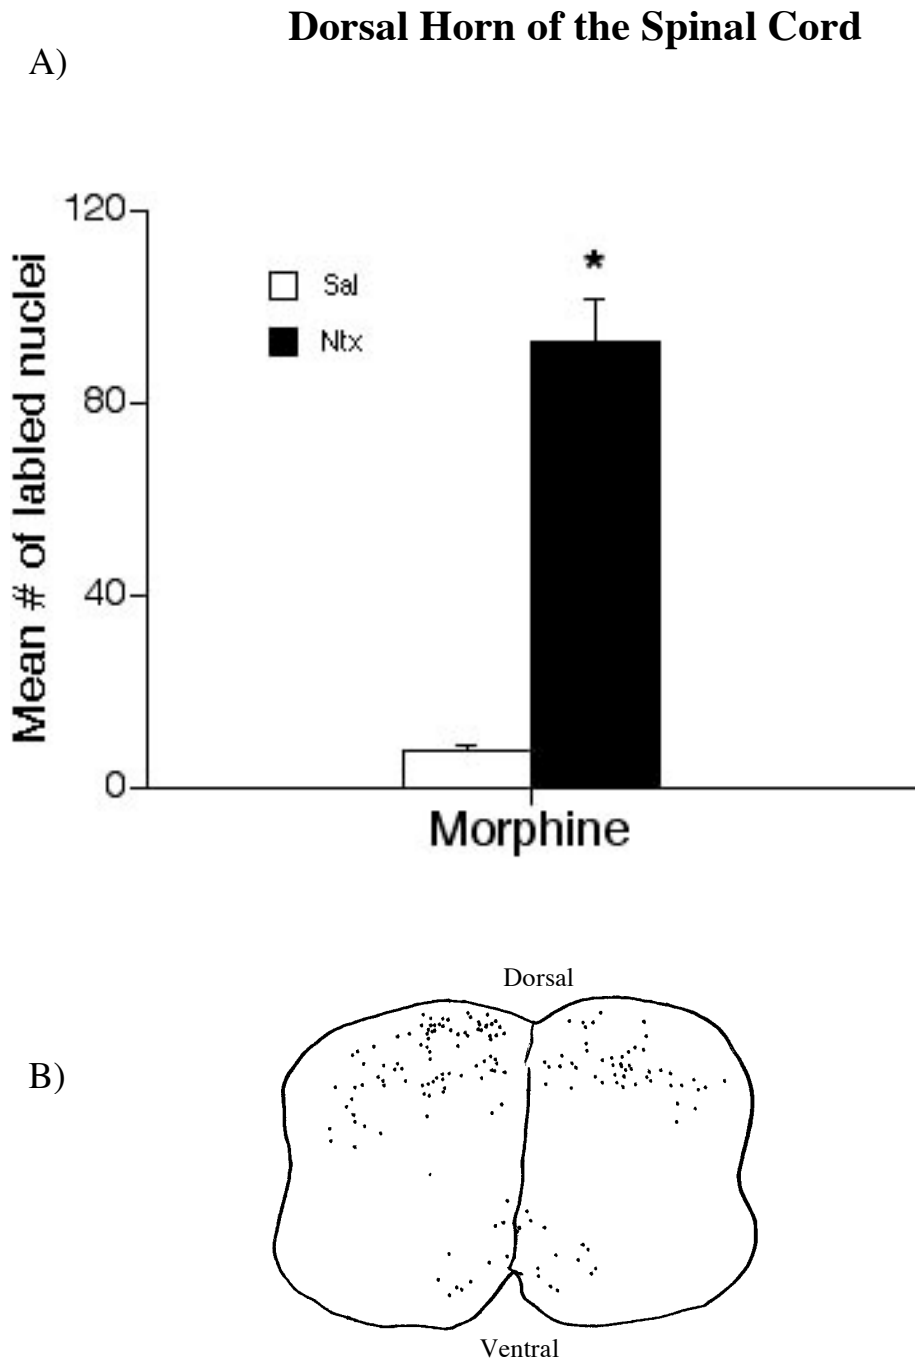 Dorsal Horn of the Spinal Cord
A)
120
80
40
0
Mean # of labled nuclei
*
Sal
Ntx
Morphine
B)
Dorsal
Ventral